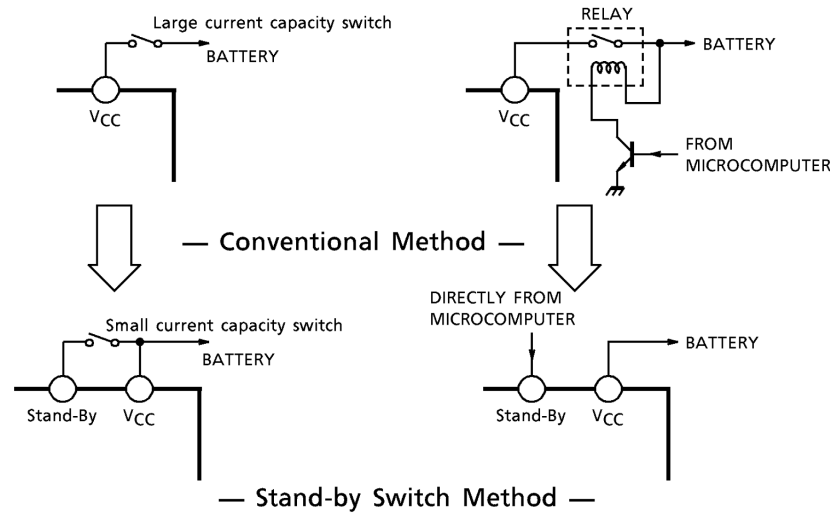 Large current capacity switch
BATTERY
VCC
RELAY
BATTERY
VCC
FROM
MICROCOMPUTER
— Conventional Method —
Small current capacity switch
BATTERY
Stand-By
VCC
DIRECTLY FROM
MICROCOMPUTER
BATTERY
Stand-By
VCC
— Stand-by Switch Method —